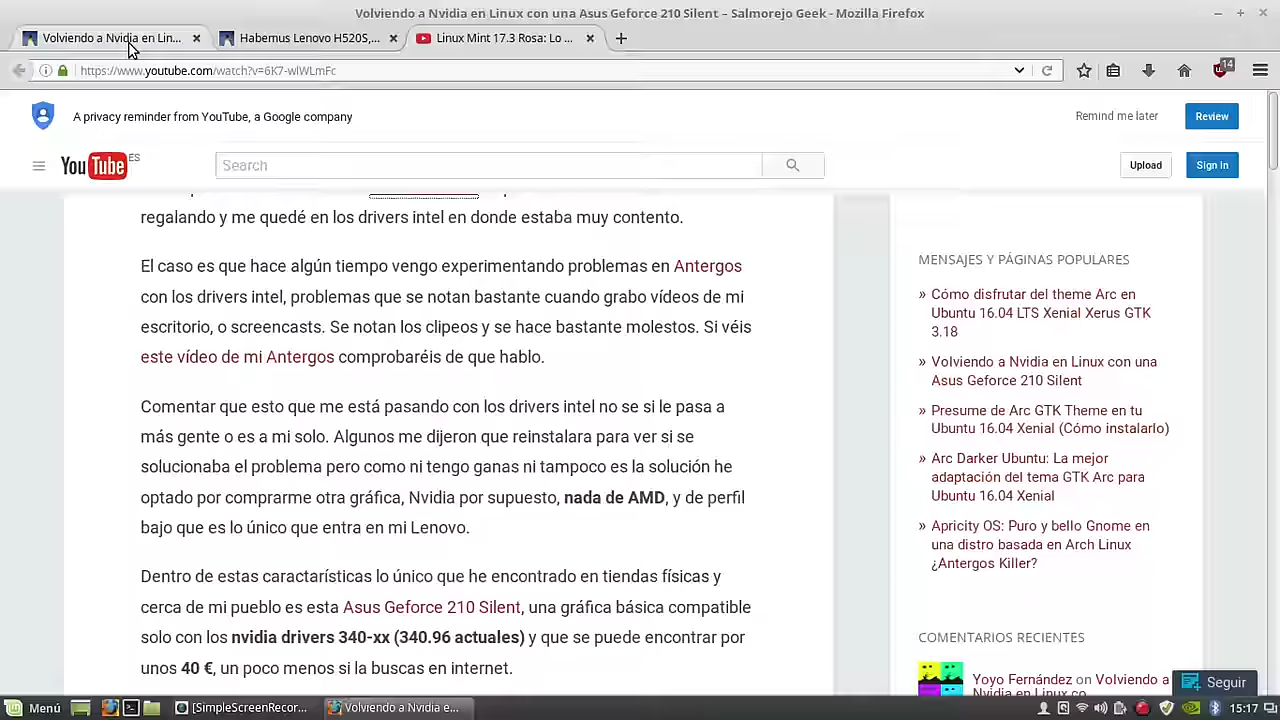 Volviendo a Nvidia en Linux con una Asus Geforce 210 Silent – Salmorejo Geek - Mozilla Firefox
Volviendo a Nvidia en Lin...
Habemus Lenovo H520S,...
Linux Mint 17.3 Rosa: Lo ...
https://www.youtube.com/watch?v=6K7-wlWLmFc
14
A privacy reminder from YouTube, a Google company
Remind me later
Review
YouTube ES
Search
Upload
Sign in
regalando y me quedé en los drivers intel en donde estaba muy contento.
El caso es que hace algún tiempo vengo experimentando problemas en Antergos
con los drivers intel, problemas que se notan bastante cuando grabo vídeos de mi
escritorio, o screencasts. Se notan los clipeos y se hace bastante molestos. Si véis
este vídeo de mi Antergos comprobaréis de que hablo.
Comentar que esto que me está pasando con los drivers intel no se si le pasa a
más gente o es a mi solo. Algunos me dijeron que reinstalara para ver si se
solucionaba el problema pero como ni tengo ganas ni tampoco es la solución he
optado por comprarme otra gráfica, Nvidia por supuesto, nada de AMD, y de perfil
bajo que es lo único que entra en mi Lenovo.
Dentro de estas caractarísticas lo único que he encontrado en tiendas físicas y
cerca de mi pueblo es esta Asus Geforce 210 Silent, una gráfica básica compatible
solo con los nvidia drivers 340-xx (340.96 actuales) y que se puede encontrar por
unos 40 €, un poco menos si la buscas en internet.
MENSAJES Y PÁGINAS POPULARES
» Cómo disfrutar del theme Arc en
Ubuntu 16.04 LTS Xenial Xerus GTK
3.18
» Volviendo a Nvidia en Linux con una
Asus Geforce 210 Silent
» Presume de Arc GTK Theme en tu
Ubuntu 16.04 Xenial (Cómo instalarlo)
» Arc Darker Ubuntu: La mejor
adaptación del tema GTK Arc para
Ubuntu 16.04 Xenial
» Apricity OS: Puro y bello Gnome en
una distro basada en Arch Linux
¿Antergos Killer?
COMENTARIOS RECIENTES
Yoyo Fernández on Volviendo a
Nvidia en Linux co
Seguir
Menú
[SimpleScreenRecor...
Volviendo a Nvidia e...
15:17